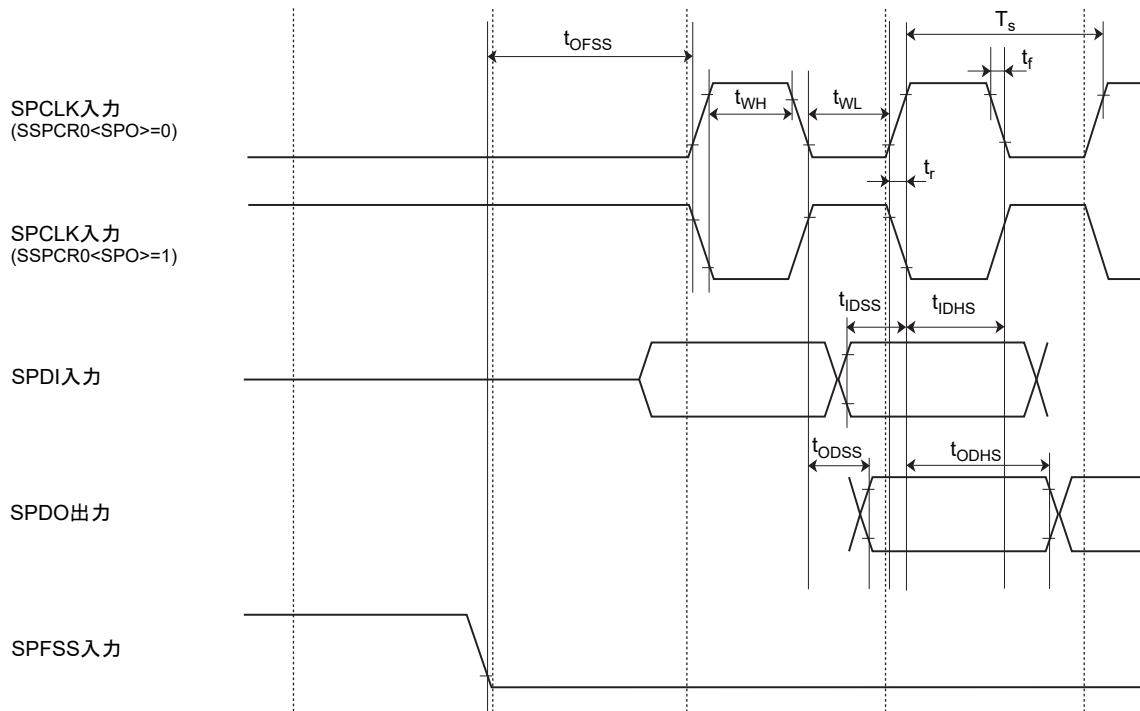 tOFSS
Ts
tf
SPCLK入力
(SSPCR0<SPO>=0)
tWH
tWL
tr
SPCLK入力
(SSPCR0<SPO>=1)
tIDSS
tIDHS
SPDI入力
tODSS
tODHS
SPDO出力
SPFSS入力